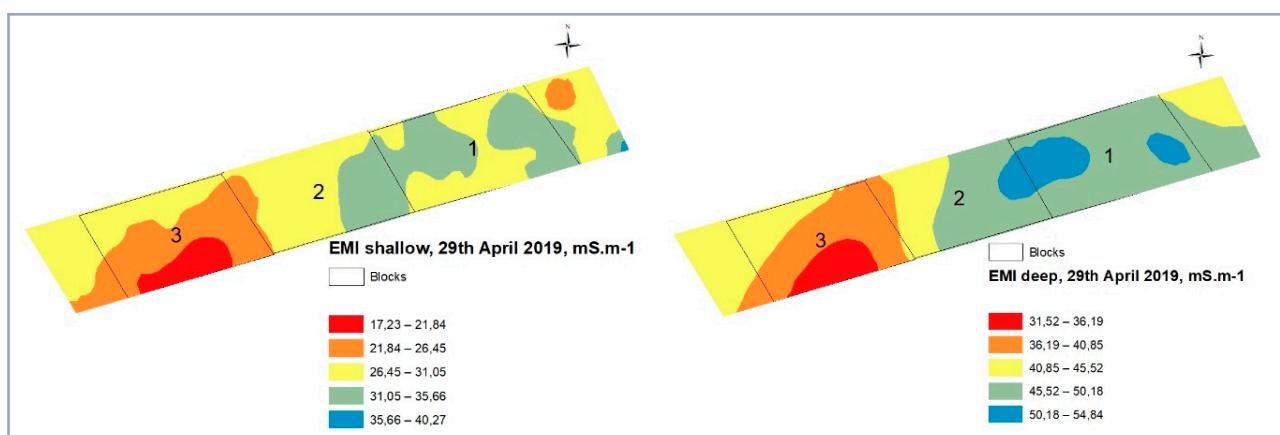 N
1
2
3
EMI shallow, 29th April 2019, mS.m-1
Blocks
17,23 – 21,84
21,84 – 26,45
26,45 – 31,05
31,05 – 35,66
35,66 – 40,27
N
1
2
3
Blocks
EMI deep, 29th April 2019, mS.m-1
31,52 – 36,19
36,19 – 40,85
40,85 – 45,52
45,52 – 50,18
50,18 – 54,84